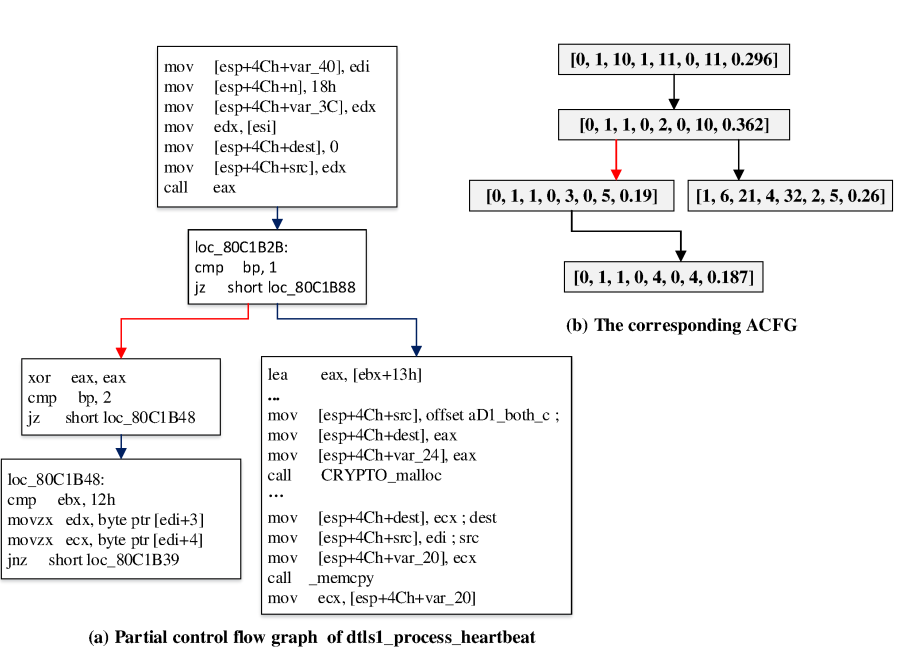 mov [esp+4Ch+var_40], edi
mov [esp+4Ch+n], 18h
mov [esp+4Ch+var_3C], edx
mov edx, [esi]
mov [esp+4Ch+dest], 0
mov [esp+4Ch+src], edx
call eax
loc_80C1B2B:
cmp bp, 1
jz short loc_80C1B88
xor eax, eax
cmp bp, 2
jz short loc_80C1B48
loc_80C1B48:
cmp ebx, 12h
movzx edx, byte ptr [edi+3]
movzx ecx, byte ptr [edi+4]
jnz short loc_80C1B39
lea eax, [ebx+13h]
...
mov [esp+4Ch+src], offset aD1_both_c ;
mov [esp+4Ch+dest], eax
mov [esp+4Ch+var_24], eax
call CRYPTO_malloc
...
mov [esp+4Ch+dest], ecx ; dest
mov [esp+4Ch+src], edi ; src
mov [esp+4Ch+var_20], ecx
call _memcpy
mov ecx, [esp+4Ch+var_20]
(a) Partial control flow graph of dtls1_process_heartbeat
[0, 1, 10, 1, 11, 0, 11, 0.296]
[0, 1, 1, 0, 2, 0, 10, 0.362]
[0, 1, 1, 0, 3, 0, 5, 0.19]
[1, 6, 21, 4, 32, 2, 5, 0.26]
[0, 1, 1, 0, 4, 0, 4, 0.187]
(b) The corresponding ACFG